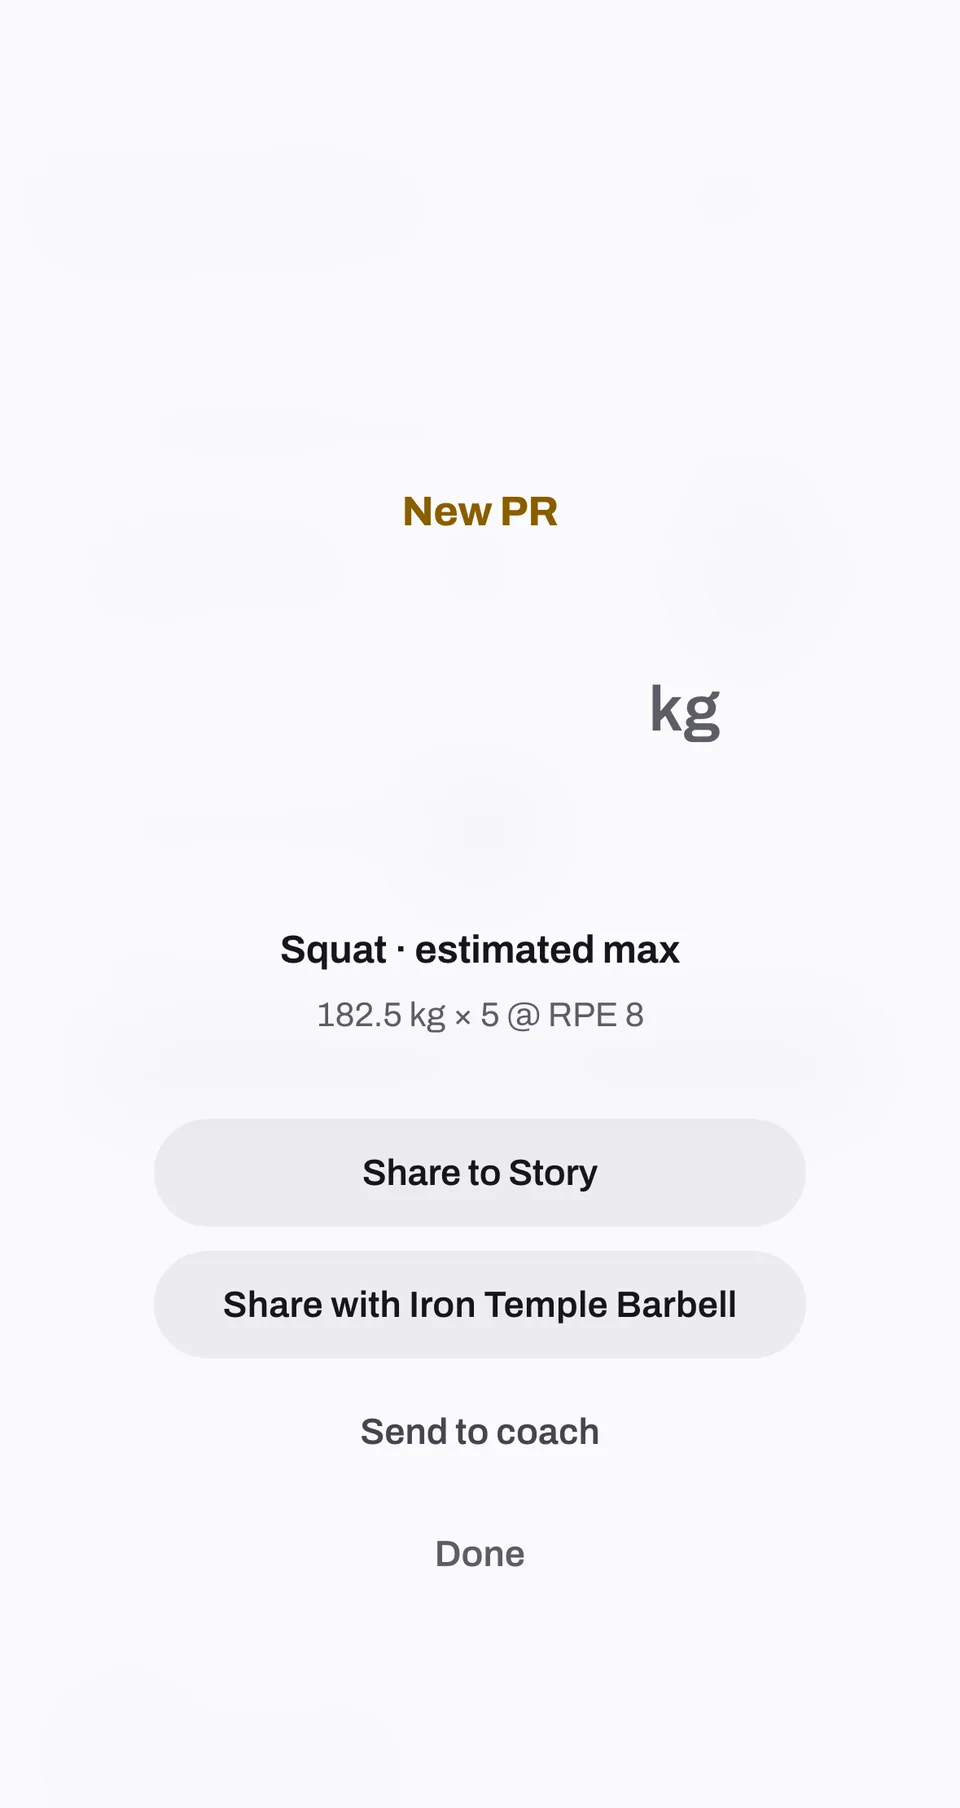 New PR
kg
Squat · estimated max
182.5 kg × 5 @ RPE 8
Share to Story
Share with Iron Temple Barbell
Send to coach
Done